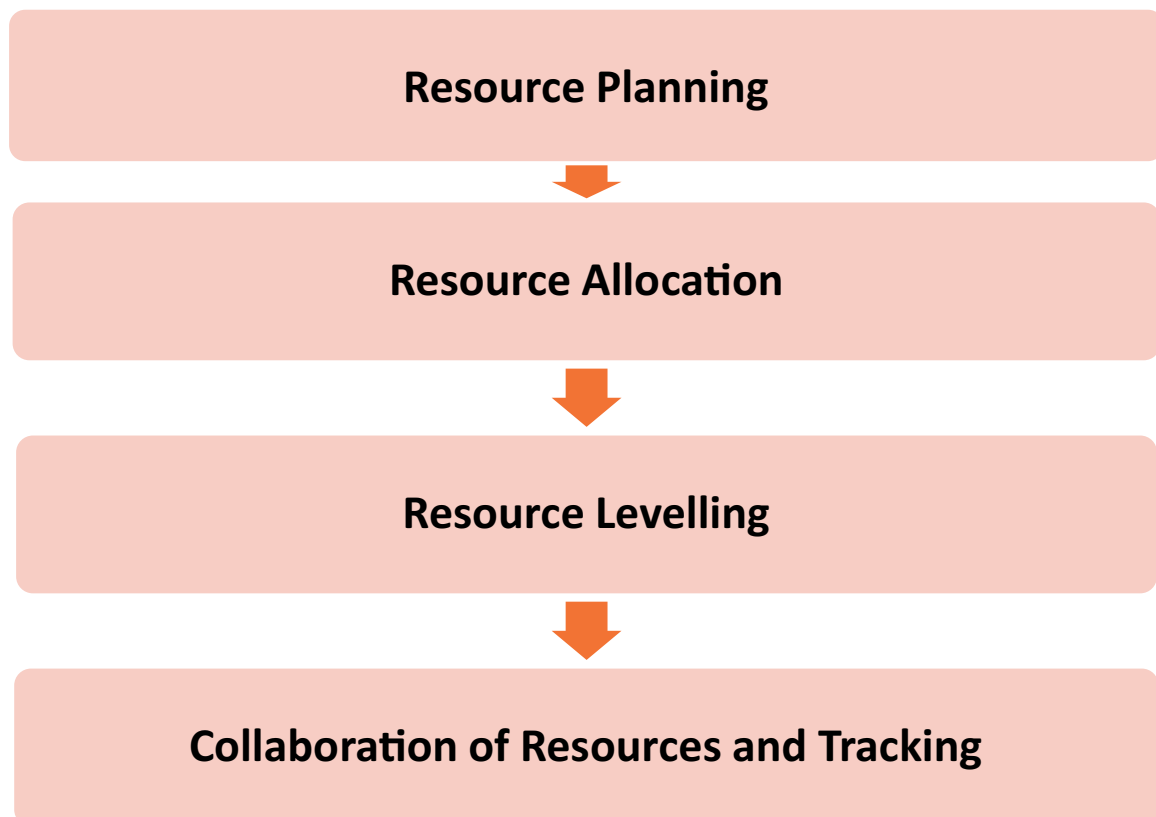 Resource Planning
Resource Allocation
Resource Levelling
Collaboration of Resources and Tracking